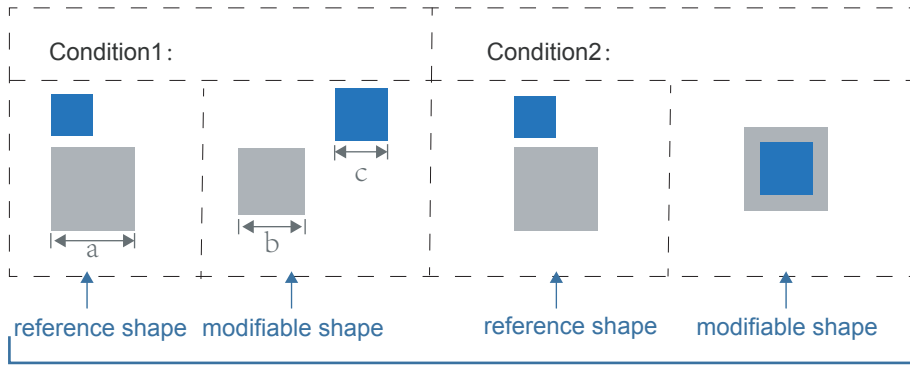 Condition1：
Condition2：
a
b
c
reference shape
modifiable shape
reference shape
modifiable shape